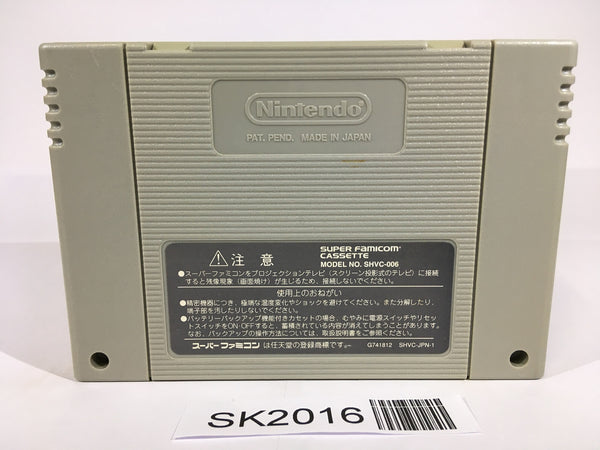 Nintendo
PAT. PEND. MADE IN JAPAN
⚠注意
SUPER FAMICOM
CASSETTE
MODEL NO. SHVC-006
●スーパーファミコンをプロジェクションテレビ(スクリーン投影式のテレビ)に接続
すると残像現象(画面焼け)が生じるため、接続しないでください。
使用上のおねがい
●精密機器につき、極端な温度変化やショックを避けてください。また分解したり、
端子部を汚したりしないでください。
●バッテリーバックアップ機能付きカセットの場合、むやみに電源スイッチやリセッ
トスイッチをON・OFFすると、蓄積されている内容が消えてしまうことがあります。
なお、バックアップの操作方法については、取扱説明書をご参照ください。
スーパーファミコンは任天堂の登録商標です。 G741812 SHVC-JPN-1
SK2016